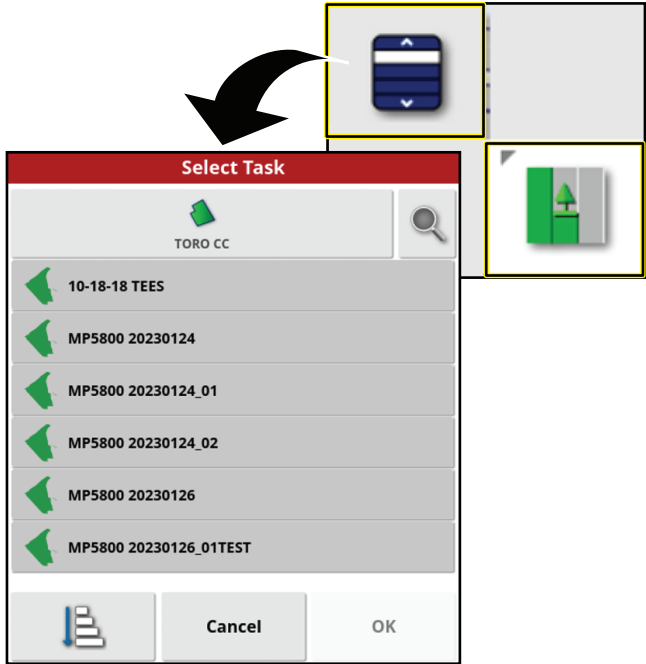 Select Task
TORO CC
10-18-18 TEES
MP5800 20230124
MP5800 20230124_01
MP5800 20230124_02
MP5800 20230126
MP5800 20230126_01TEST
Cancel
OK